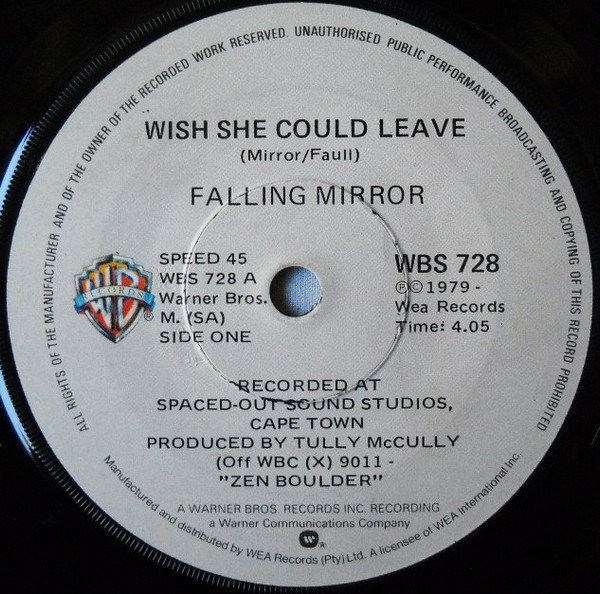 ALL RIGHTS OF THE MANUFACTURER AND OF THE OWNER OF THE RECORDED WORK RESERVED. UNAUTHORISED PUBLIC PERFORMANCE BROADCASTING AND COPYING OF THIS RECORD PROHIBITED
WISH SHE COULD LEAVE
(Mirror/Faull)
FALLING MIRROR
SPEED 45
WBS 728 A
Warner Bros.
M. (SA)
SIDE ONE
WB
RECORDS
®
WBS 728
℗©1979 -
Wea Records
Time: 4.05
RECORDED AT
SPACED-OUT SOUND STUDIOS,
CAPE TOWN
PRODUCED BY TULLY McCULLY
(Off WBC (X) 9011 -
"ZEN BOULDER"
A WARNER BROS. RECORDS INC. RECORDING
a Warner Communications Company
®
Manufactured and distributed by WEA Records (Pty) Ltd. A licensee of WEA International Inc.